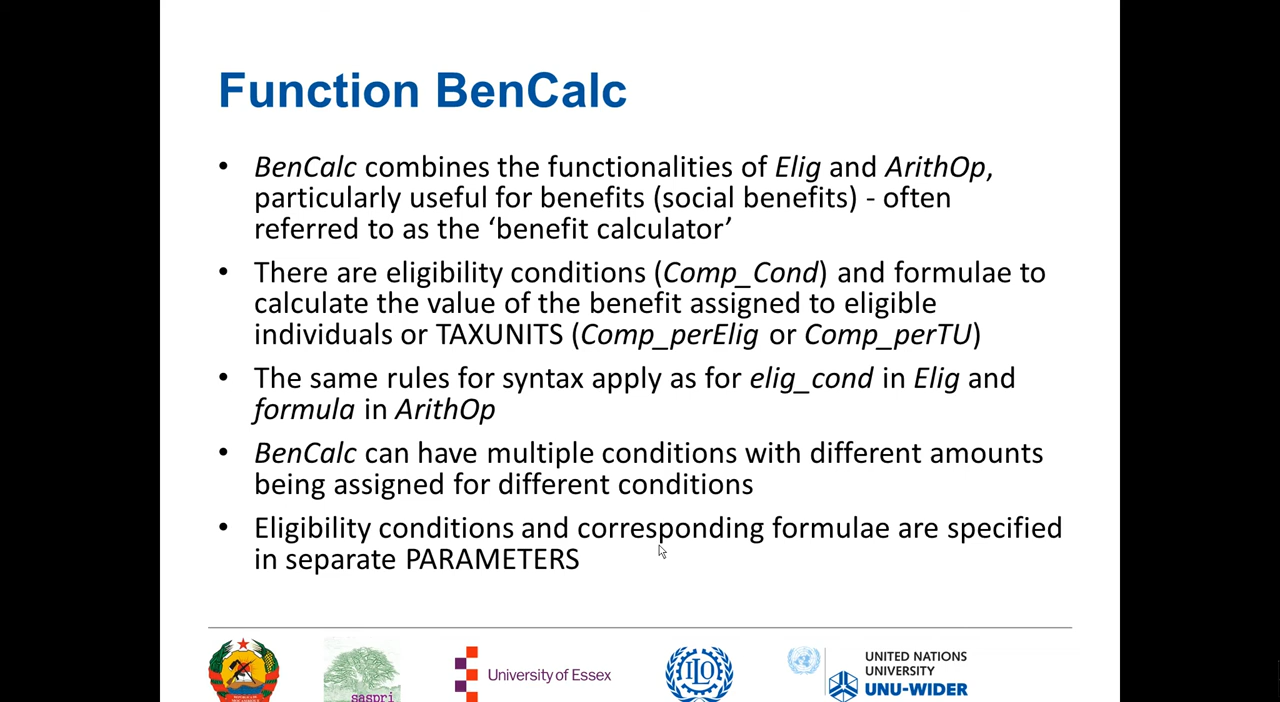 Function BenCalc
• BenCalc combines the functionalities of Elig and ArithOp,
particularly useful for benefits (social benefits) - often
referred to as the ‘benefit calculator’
• There are eligibility conditions (Comp_Cond) and formulae to
calculate the value of the benefit assigned to eligible
individuals or TAXUNITS (Comp_perElig or Comp_perTU)
• The same rules for syntax apply as for elig_cond in Elig and
formula in ArithOp
• BenCalc can have multiple conditions with different amounts
being assigned for different conditions
• Eligibility conditions and corresponding formulae are specified
in separate PARAMETERS
saspri
University of Essex
ILO
UNITED NATIONS
UNIVERSITY
UNU-WIDER